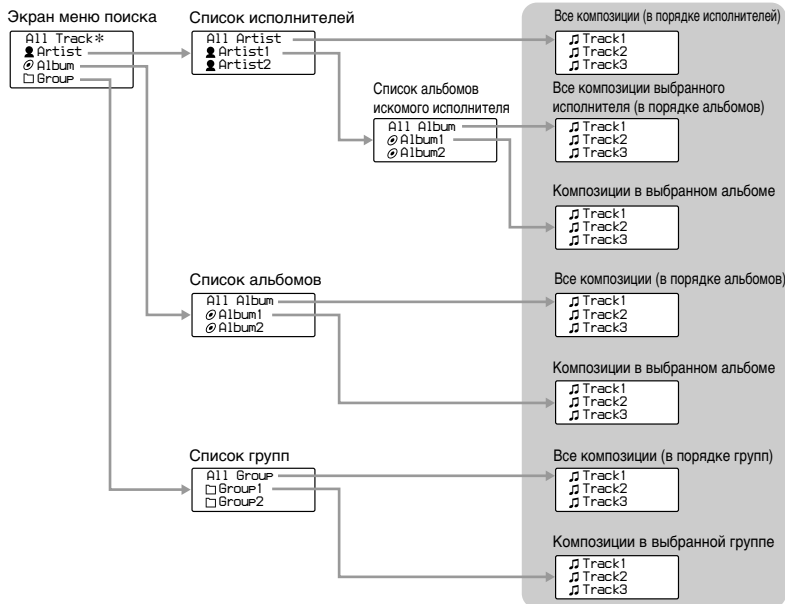 Экран меню поиска
All Track*
Artist
Album
Group
Список исполнителей
All Artist
Artist1
Artist2
Все композиции (в порядке исполнителей)
Track1
Track2
Track3
Список альбомов
искомого исполнителя
All Album
Album1
Album2
Все композиции выбранного
исполнителя (в порядке альбомов)
Track1
Track2
Track3
Композиции в выбранном альбоме
Track1
Track2
Track3
Список альбомов
All Album
Album1
Album2
Все композиции (в порядке альбомов)
Track1
Track2
Track3
Композиции в выбранном альбоме
Track1
Track2
Track3
Список групп
All Group
Group1
Group2
Все композиции (в порядке групп)
Track1
Track2
Track3
Композиции в выбранной группе
Track1
Track2
Track3